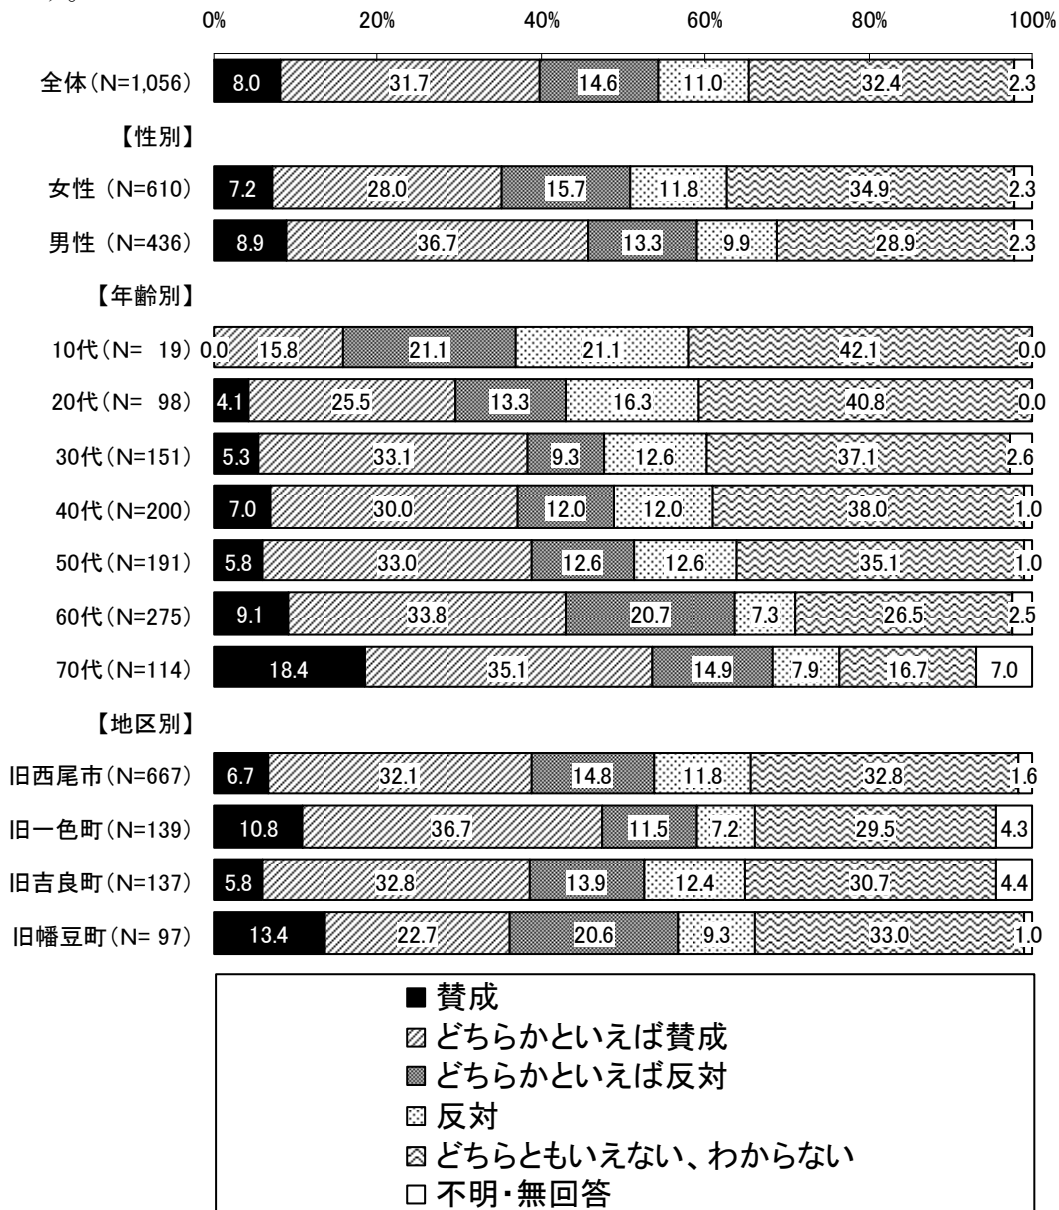 0% 20% 40% 60% 80% 100%
全体(N=1,056) 8.0 31.7 14.6 11.0 32.4 2.3
【性別】
女性 (N=610) 7.2 28.0 15.7 11.8 34.9 2.3
男性 (N=436) 8.9 36.7 13.3 9.9 28.9 2.3
【年齢別】
10代(N= 19) 0.0 15.8 21.1 21.1 42.1 0.0
20代(N= 98) 4.1 25.5 13.3 16.3 40.8 0.0
30代(N=151) 5.3 33.1 9.3 12.6 37.1 2.6
40代(N=200) 7.0 30.0 12.0 12.0 38.0 1.0
50代(N=191) 5.8 33.0 12.6 12.6 35.1 1.0
60代(N=275) 9.1 33.8 20.7 7.3 26.5 2.5
70代(N=114) 18.4 35.1 14.9 7.9 16.7 7.0
【地区別】
旧西尾市(N=667) 6.7 32.1 14.8 11.8 32.8 1.6
旧一色町(N=139) 10.8 36.7 11.5 7.2 29.5 4.3
旧吉良町(N=137) 5.8 32.8 13.9 12.4 30.7 4.4
旧幡豆町(N= 97) 13.4 22.7 20.6 9.3 33.0 1.0
賛成
どちらかといえば賛成
どちらかといえば反対
反対
どちらともいえない、わからない
不明・無回答